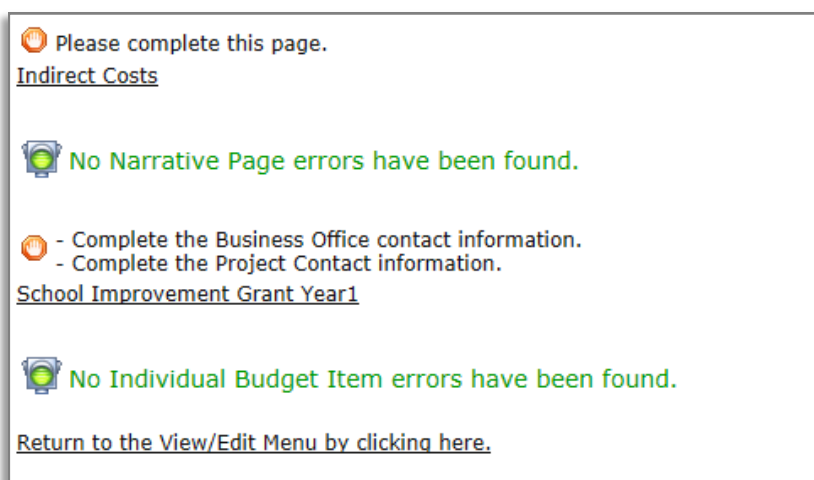 Please complete this page.
Indirect Costs
No Narrative Page errors have been found.
- Complete the Business Office contact information.
- Complete the Project Contact information.
School Improvement Grant Year1
No Individual Budget Item errors have been found.
Return to the View/Edit Menu by clicking here.